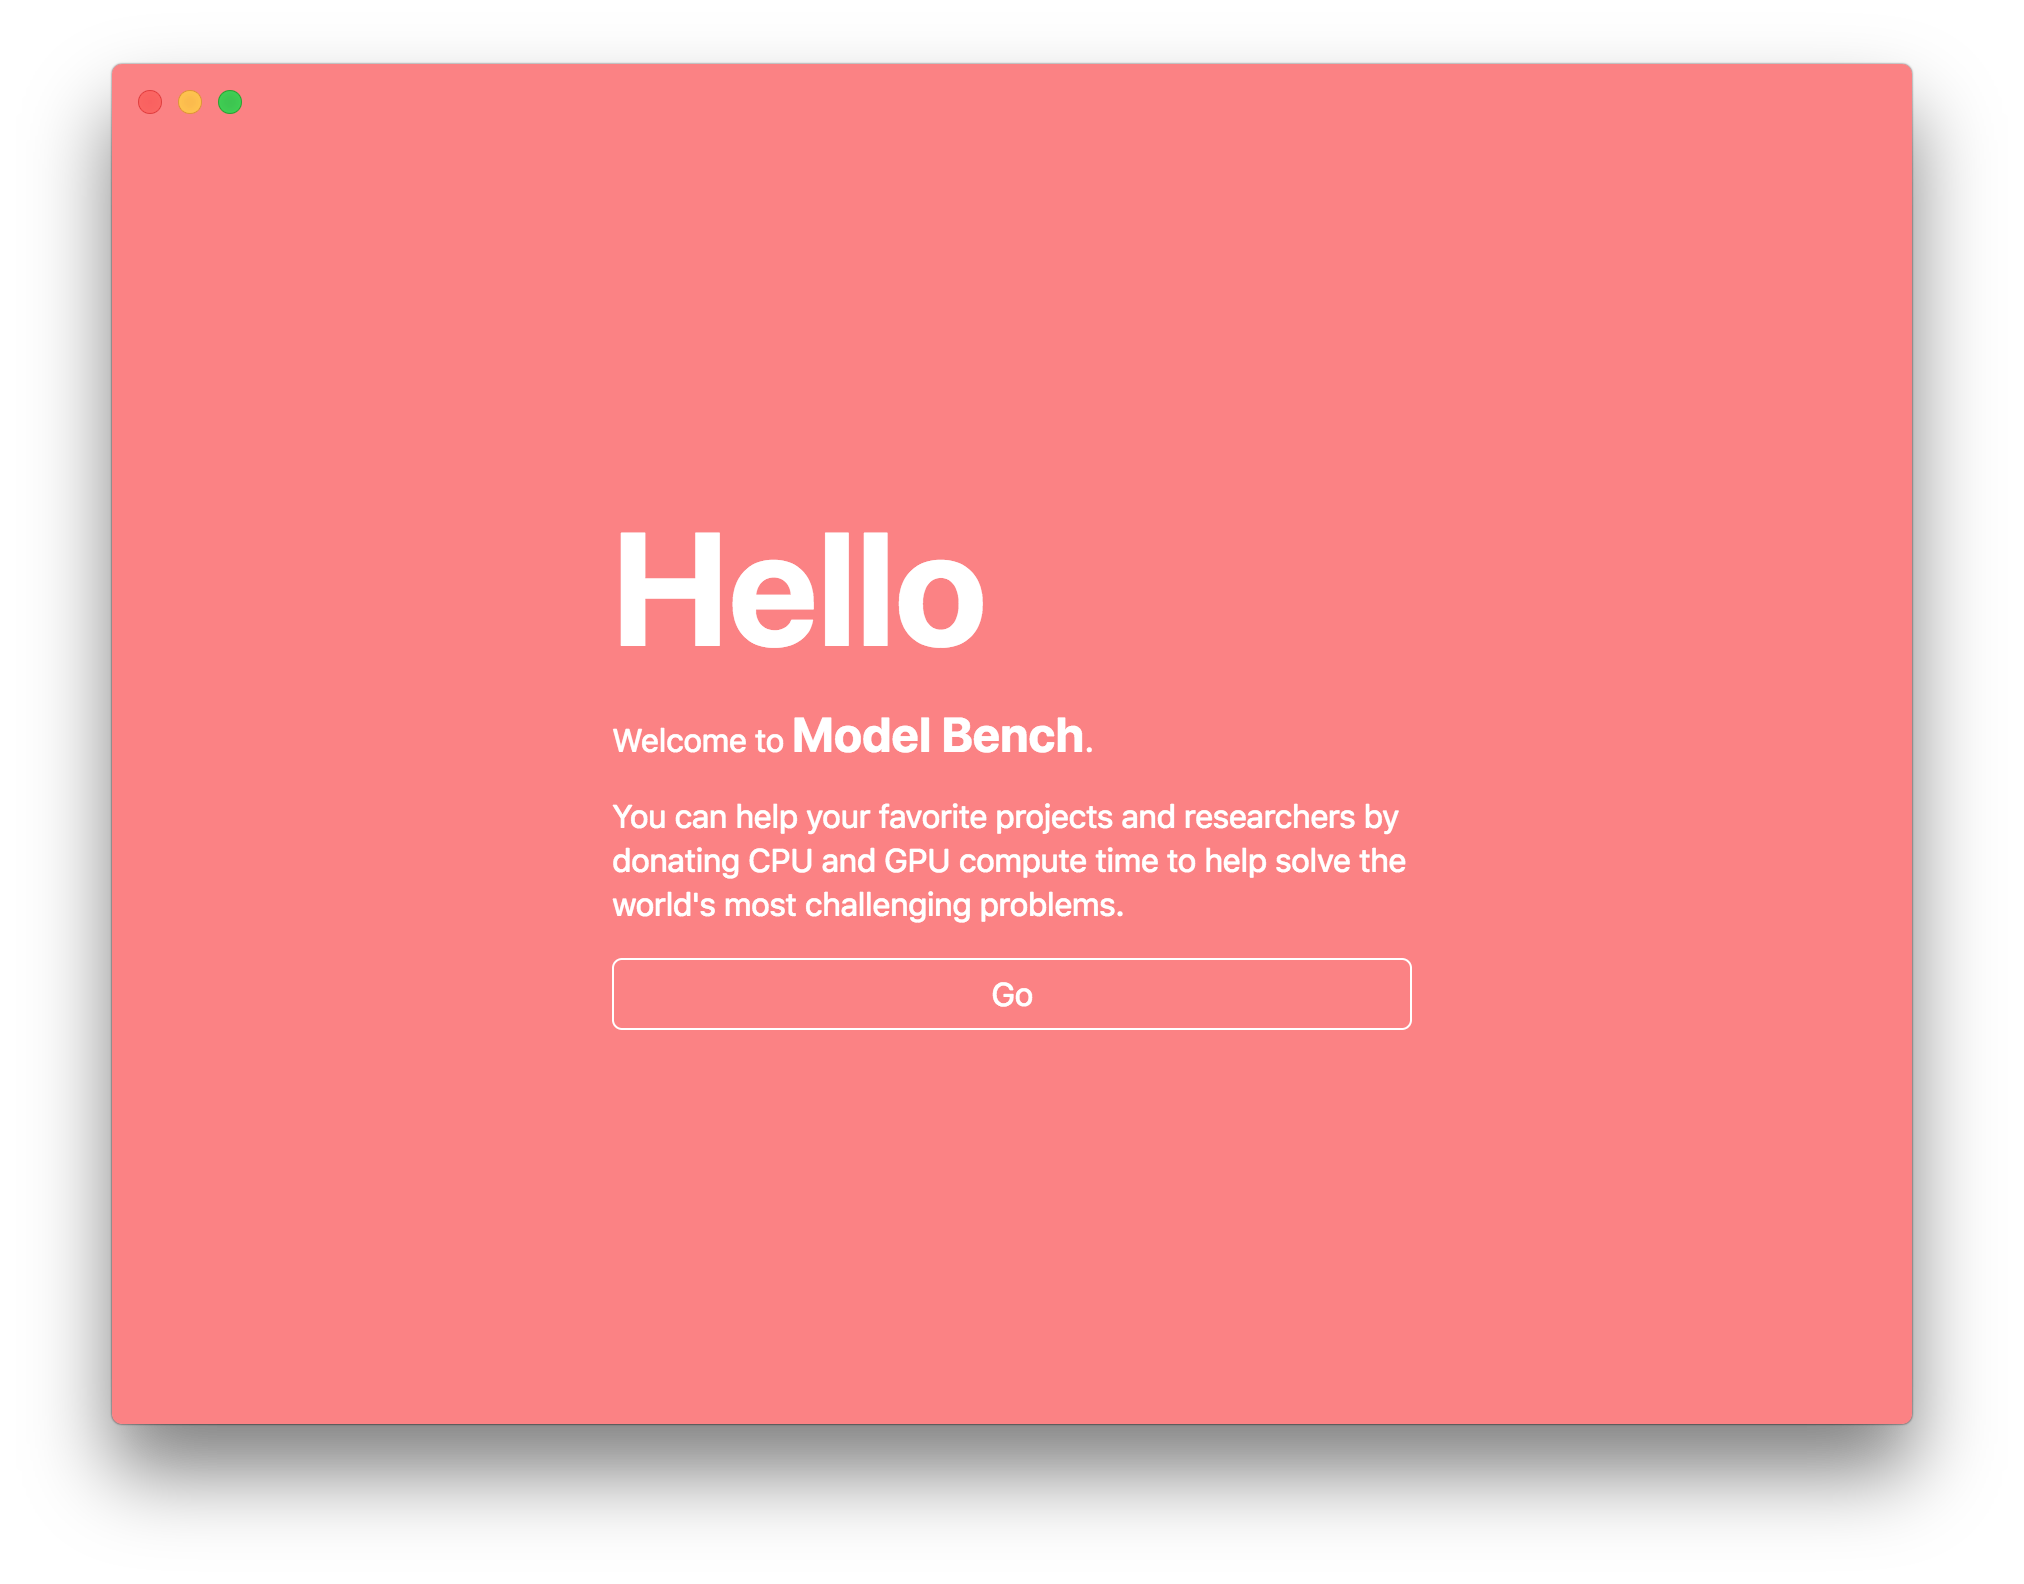 Hello
Welcome to Model Bench.
You can help your favorite projects and researchers by
donating CPU and GPU compute time to help solve the
world's most challenging problems.
Go